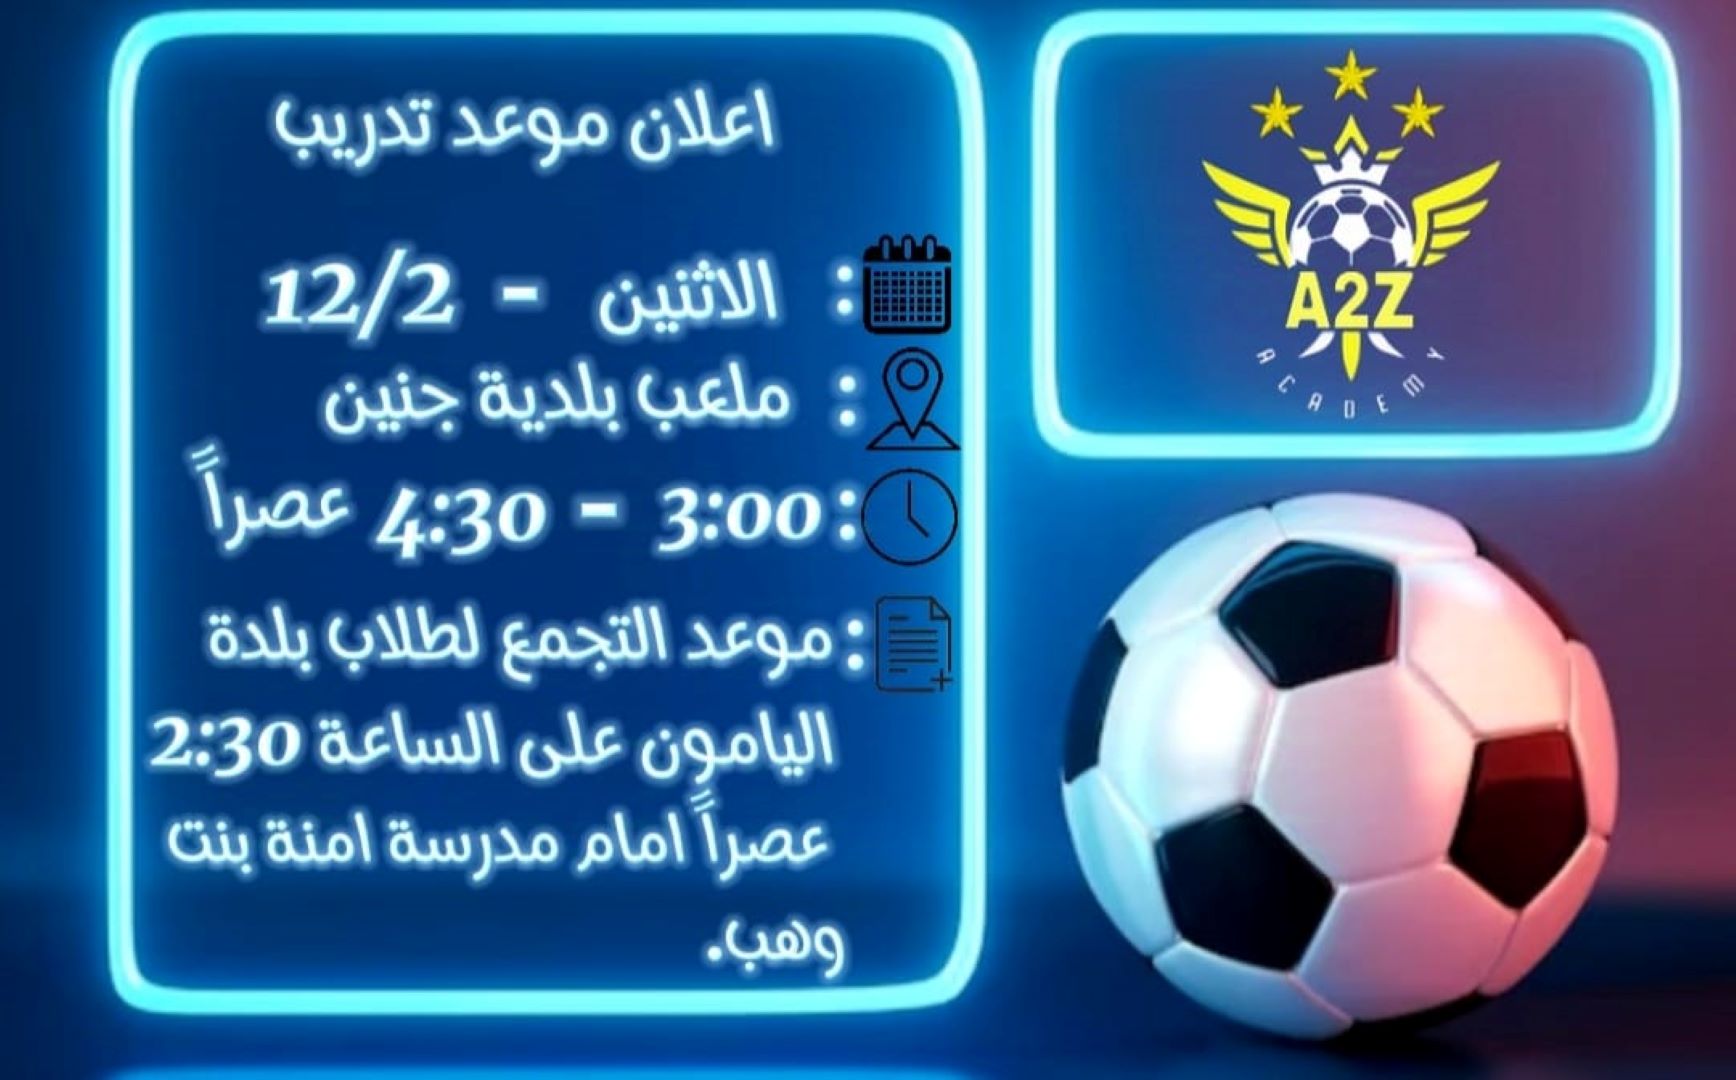 اعلان موعد تدريب
: الاثنين - 12/2
: ملعب بلدية جنين
: 3:00 - 4:30 عصراً
: موعد التجمع لطلاب بلدة
اليامون على الساعة 2:30
عصراً امام مدرسة امنة بنت
وهب.
A2Z
ACADEMY